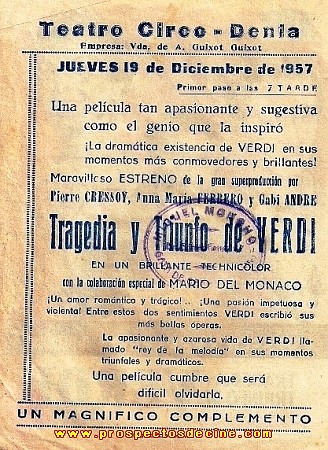 Teatro Circo - Denia
Empresa: Vda. de A. Guixot Guixot
JUEVES 19 de Diciembre de 1957
Primer pase a las 7 TARDE
Una película tan apasionante y sugestiva
como el genio que la inspiró
¡La dramática existencia de VERDI en sus
momentos más conmovedores y brillantes!
Maravilloso ESTRENO de la gran superproducción por
Pierre CRESSOY, Anna Maria FERRERO y Gabi ANDRE
Tragedia y Triunfo de VERDI
EN UN BRILLANTE TECHNICOLOR
con la colaboración especial de MARIO DEL MONACO
¡Un amor romántico y trágico!.. ¡Una pasión impetuosa y
violenta! Entre estos dos sentimientos VERDI escribió sus
más bellas óperas.
La apasionante y azarosa vida de VERDI lla-
mado "rey de la melodía" en sus momentos
triunfales y dramáticos.
Una película cumbre que será
difícil olvidarla.
UN MAGNIFICO COMPLEMENTO
www.prospectosdecine.com